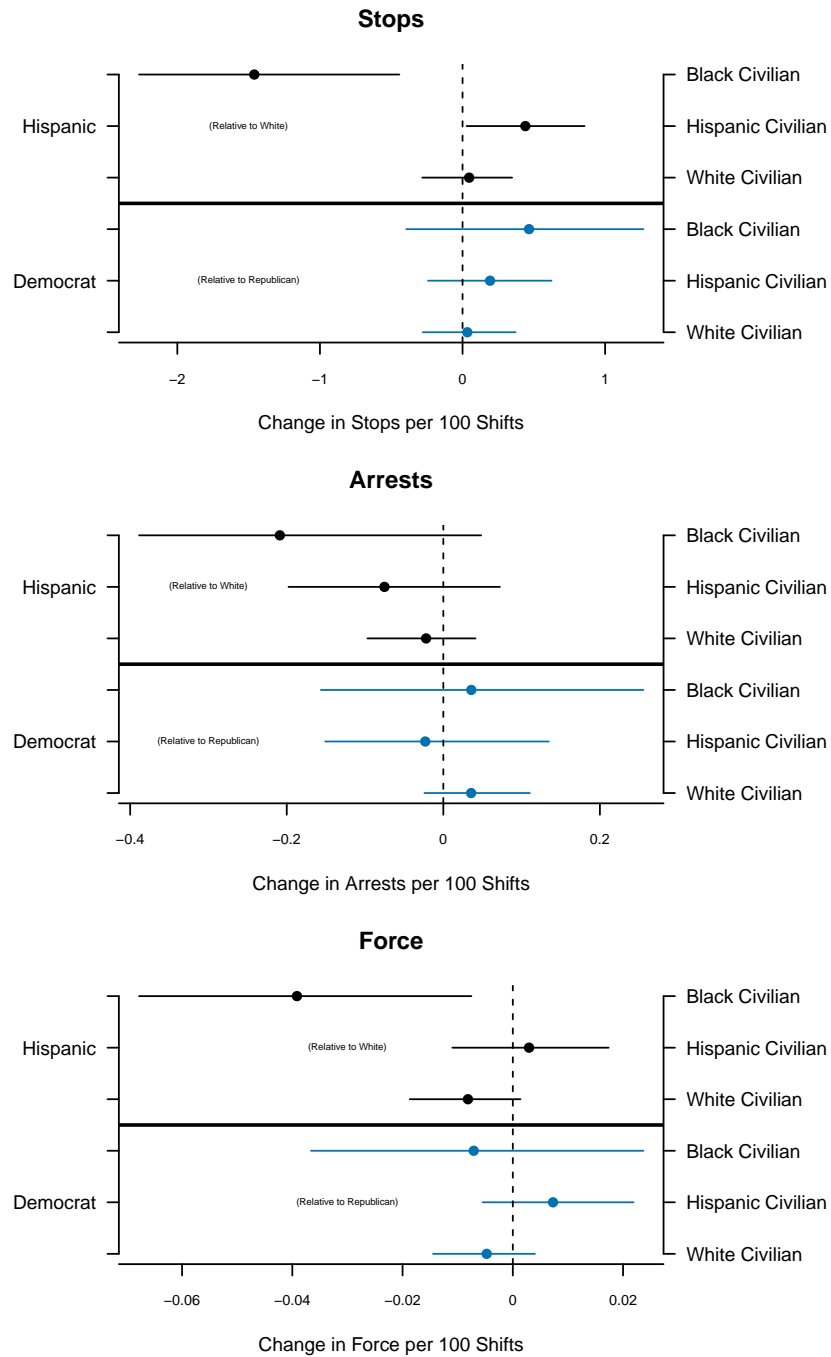 Stops
Black Civilian
Hispanic (Relative to White) Hispanic Civilian
White Civilian
Black Civilian
Democrat (Relative to Republican) Hispanic Civilian
White Civilian
−2 −1 0 1
Change in Stops per 100 Shifts
Arrests
Black Civilian
Hispanic (Relative to White) Hispanic Civilian
White Civilian
Black Civilian
Democrat (Relative to Republican) Hispanic Civilian
White Civilian
−0.4 −0.2 0 0.2
Change in Arrests per 100 Shifts
Force
Black Civilian
Hispanic (Relative to White) Hispanic Civilian
White Civilian
Black Civilian
Democrat (Relative to Republican) Hispanic Civilian
White Civilian
−0.06 −0.04 −0.02 0 0.02
Change in Force per 100 Shifts